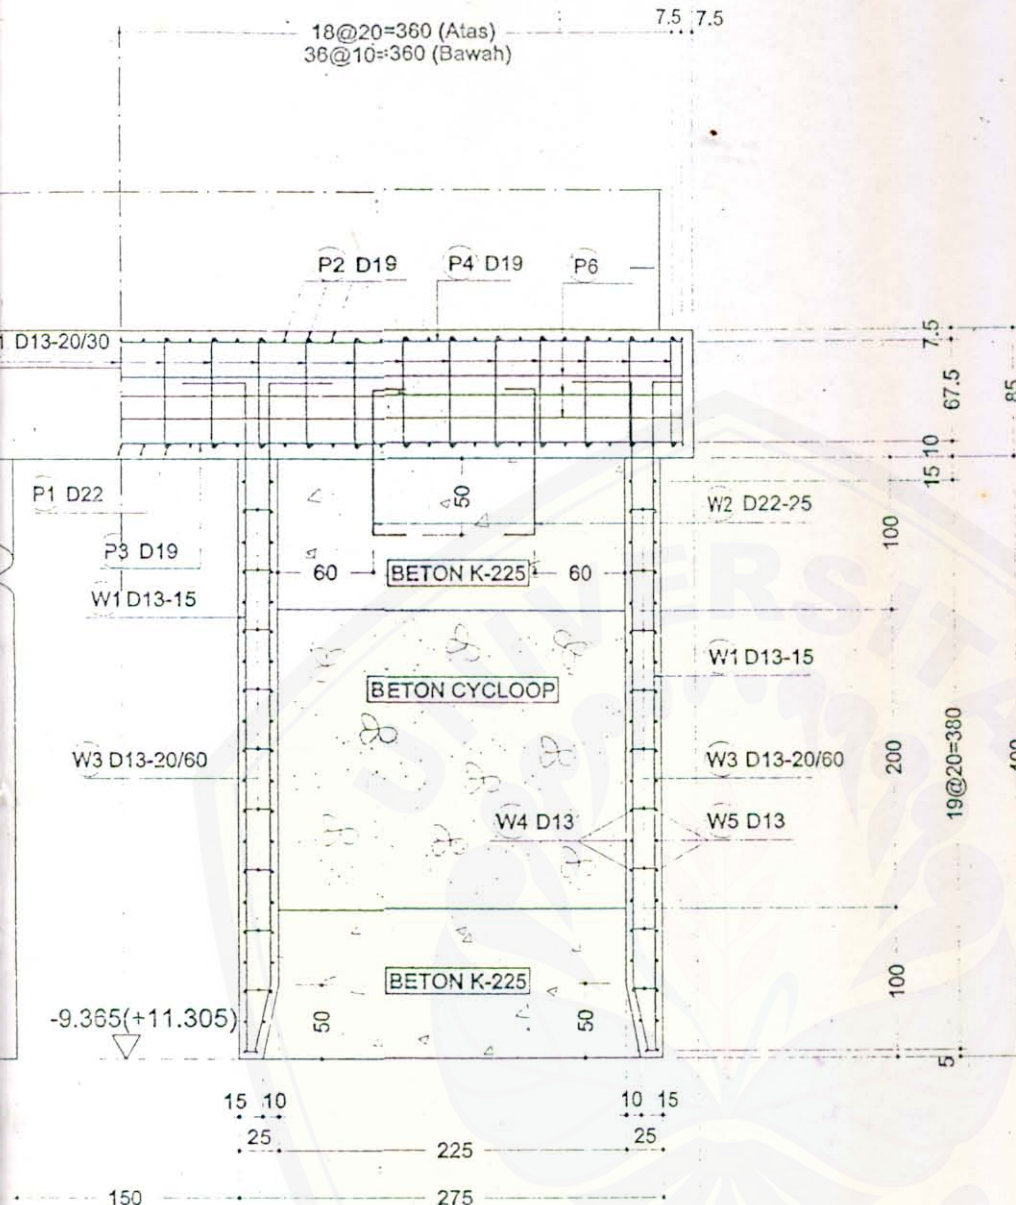 7.5 7.5
18@20=360 (Atas)
36@10=360 (Bawah)
P2 D19
P4 D19
P6
D13-20/30
7.5
67.5
85
10
15
P1 D22
50
W2 D22-25
100
P3 D19
60
BETON K-225
60
W1 D13-15
W1 D13-15
BETON CYCLOOP
19@20=380
W3 D13-20/60
W3 D13-20/60
200
W4 D13
W5 D13
BETON K-225
100
-9.365(+11.305)
50
50
5
15 10
10 15
25
225
25
150
275
UNIVERSITA